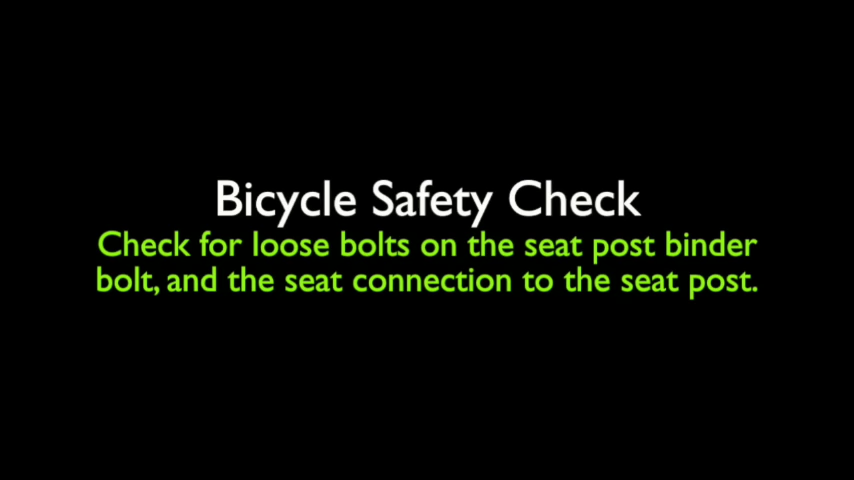 Bicycle Safety Check
Check for loose bolts on the seat post binder
bolt, and the seat connection to the seat post.